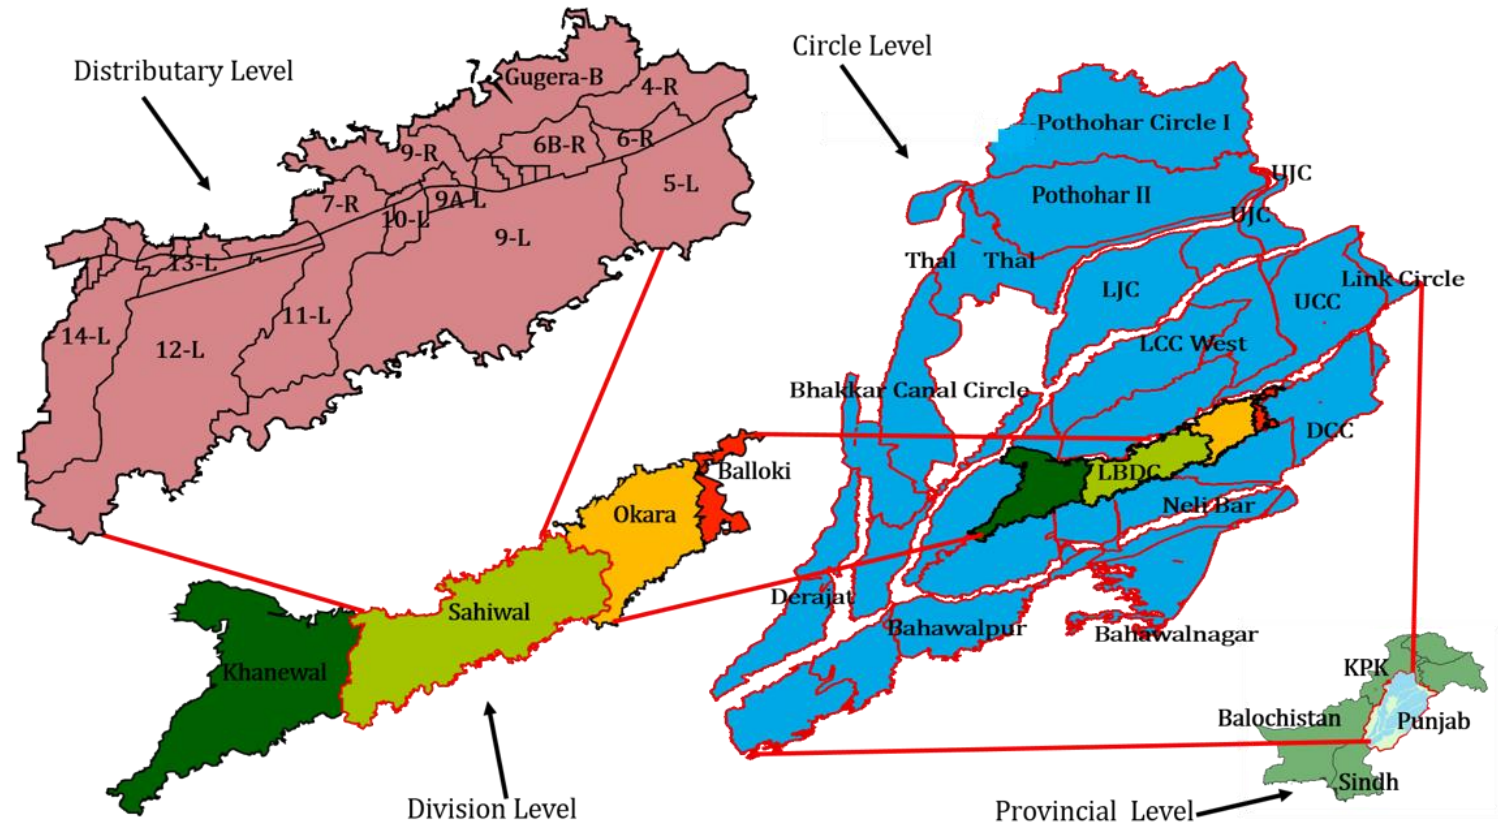 Distributary Level
Gugera-B
4-R
9-R
6B-R
6-R
5-L
7-R
10-L
9A-L
9-L
13-L
14-L
12-L
11-L
Circle Level
Pothohar Circle I
UJC
Pothohar II
UJC
Thal
Thal
LJC
UCC
Link Circle
LCC West
Bhakkar Canal Circle
DCC
LBDC
Neli Bar
Derajat
Bahawalpur
Bahawalnagar
Balloki
Okara
Sahiwal
Khanewal
Division Level
KPK
Balochistan
Punjab
Sindh
Provincial Level